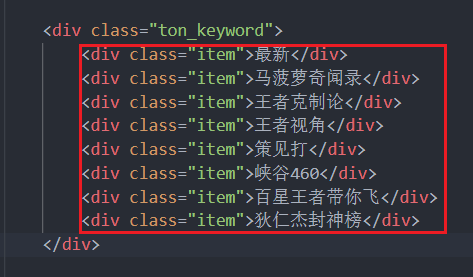 <div class="ton_keyword">
<div class="item">最新</div>
<div class="item">马菠萝奇闻录</div>
<div class="item">王者克制论</div>
<div class="item">王者视角</div>
<div class="item">策见打</div>
<div class="item">峡谷460</div>
<div class="item">百星王者带你飞</div>
<div class="item">狄仁杰封神榜</div>
</div>